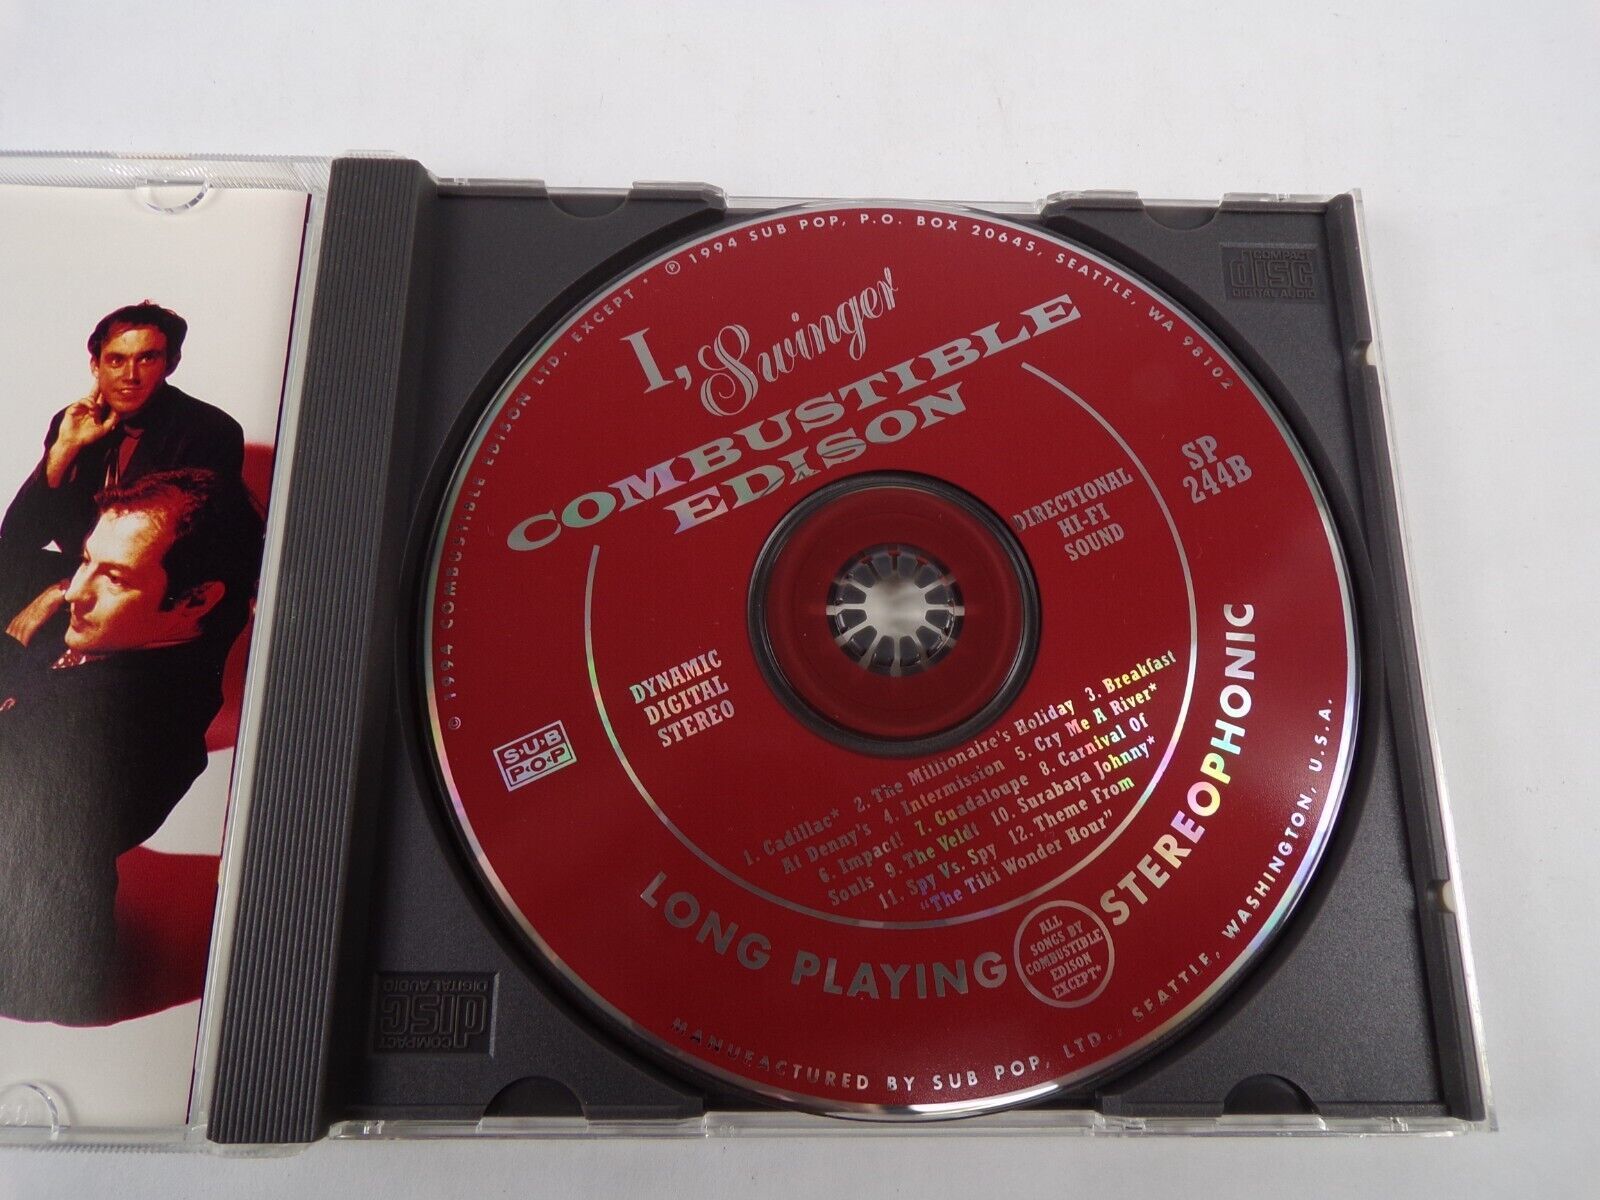 © 1994 COMBUSTIBLE EDISON LTD. EXCEPT • ℗ 1994 SUB POP, P.O. BOX 20645, SEATTLE, WA 98102
I, Swinger
COMBUSTIBLE
EDISON
SP
244B
DIRECTIONAL
HI-FI
SOUND
DYNAMIC
DIGITAL
STEREO
SUB
POP
1. Cadillac* 2. The Millionaire's Holiday 3. Breakfast
At Denny's 4. Intermission 5. Cry Me A River*
6. Impact! 7. Guadaloupe 8. Carnival Of
Souls 9. The Veldt 10. Surabaya Johnny*
11. Spy Vs. Spy 12. Theme From
"The Tiki Wonder Hour"
LONG PLAYING STEREOPHONIC
ALL
SONGS BY
COMBUSTIBLE
EDISON
EXCEPT*
MANUFACTURED BY SUB POP, LTD., SEATTLE, WASHINGTON, U.S.A.
COMPACT
disc
DIGITAL AUDIO
COMPACT
disc
DIGITAL AUDIO